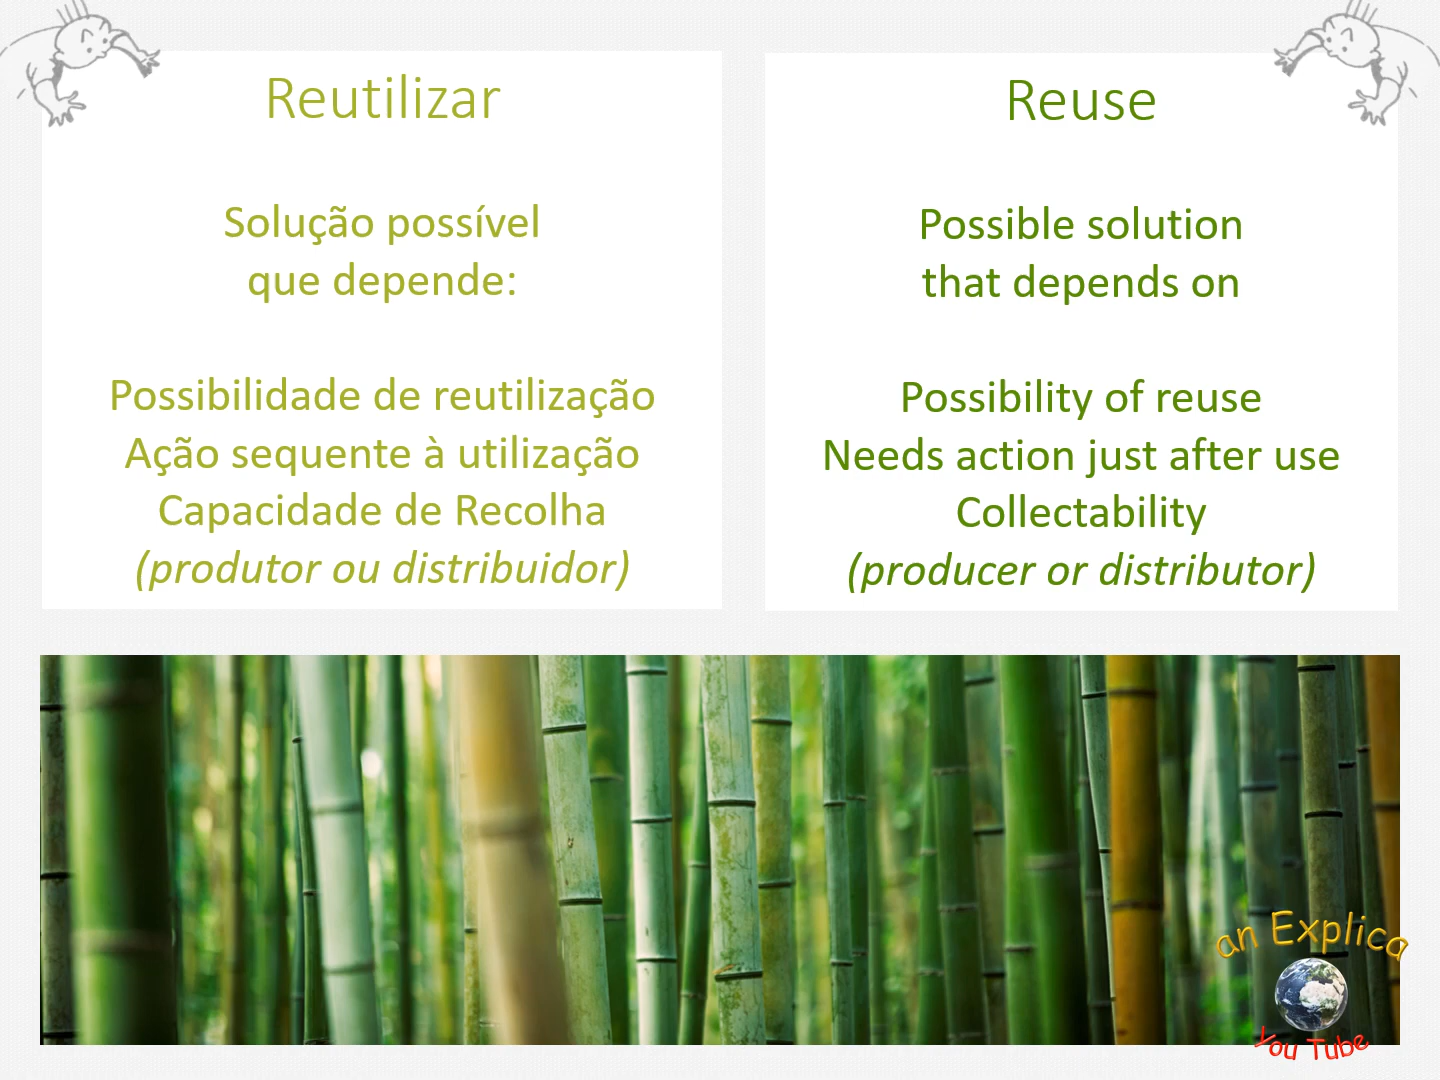 Reutilizar
Solução possível
que depende:
Possibilidade de reutilização
Ação sequente à utilização
Capacidade de Recolha
(produtor ou distribuidor)
Reuse
Possible solution
that depends on
Possibility of reuse
Needs action just after use
Collectability
(producer or distributor)
an Explica
You Tube